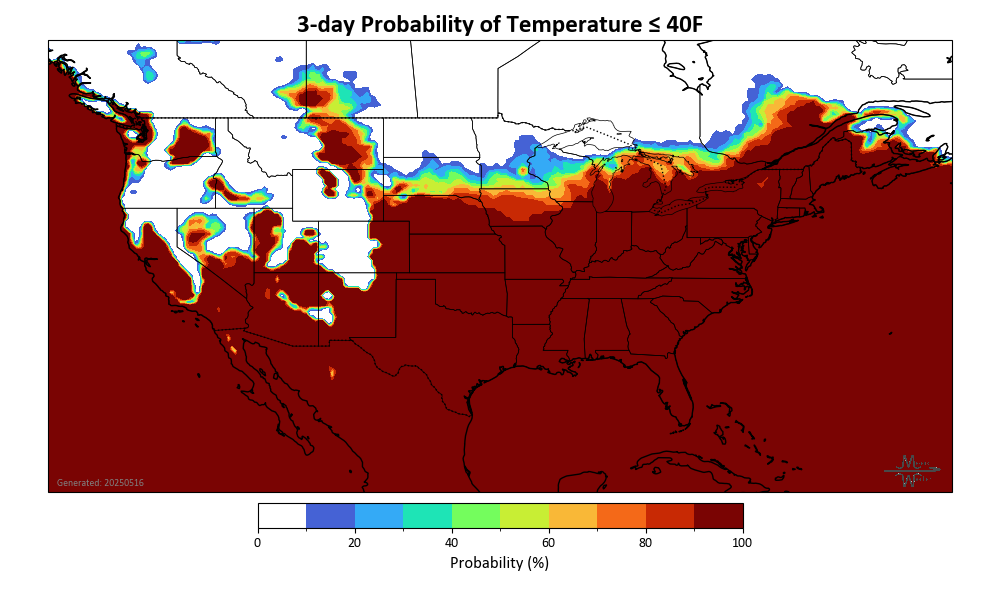 3-day Probability of Temperature ≤ 40F
Generated: 20250516
0 20 40 60 80 100
Probability (%)